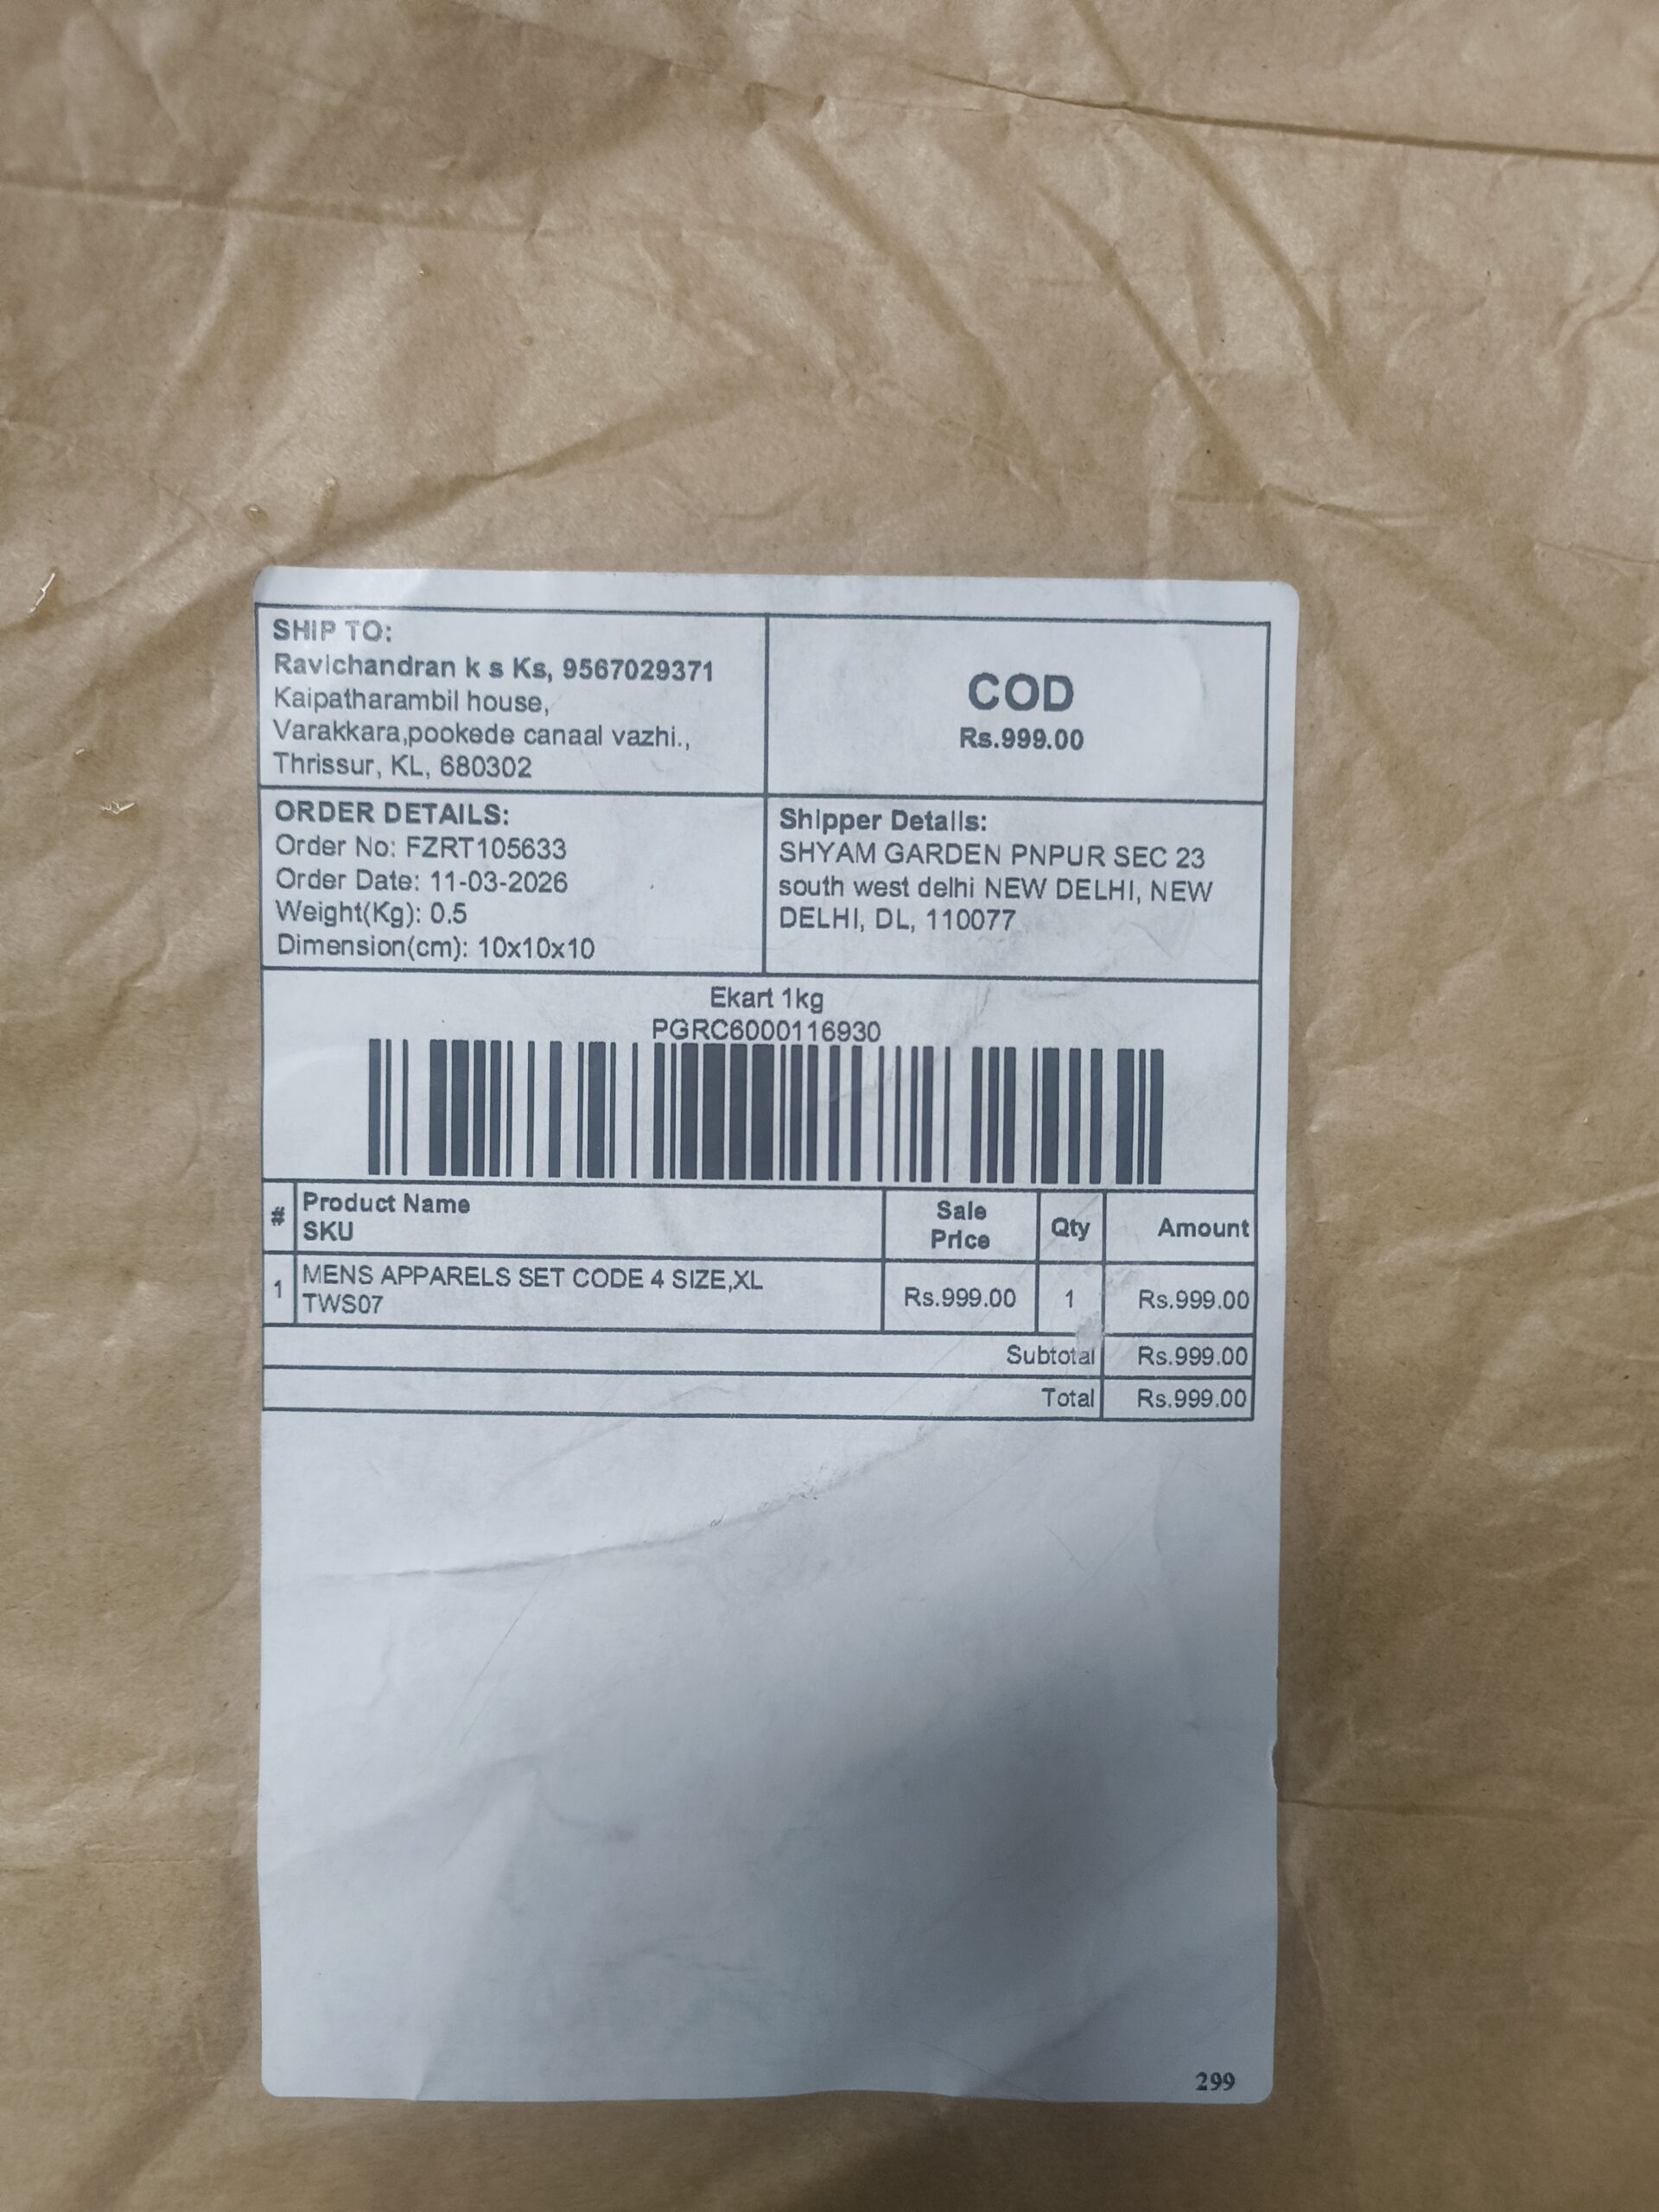 SHIP TO:
Ravichandran k s Ks, 9567029371
Kaipatharambil house,
Varakkara,pookede canaal vazhi.,
Thrissur, KL, 680302
COD
Rs.999.00
ORDER DETAILS:
Order No: FZRT105633
Order Date: 11-03-2026
Weight(Kg): 0.5
Dimension(cm): 10x10x10
Shipper Details:
SHYAM GARDEN PNPUR SEC 23
south west delhi NEW DELHI, NEW
DELHI, DL, 110077
Ekart 1kg
PGRC6000116930
# Product Name SKU Sale Price Qty Amount
1 MENS APPARELS SET CODE 4 SIZE,XL TWS07 Rs.999.00 1 Rs.999.00
Subtotal Rs.999.00
Total Rs.999.00
299